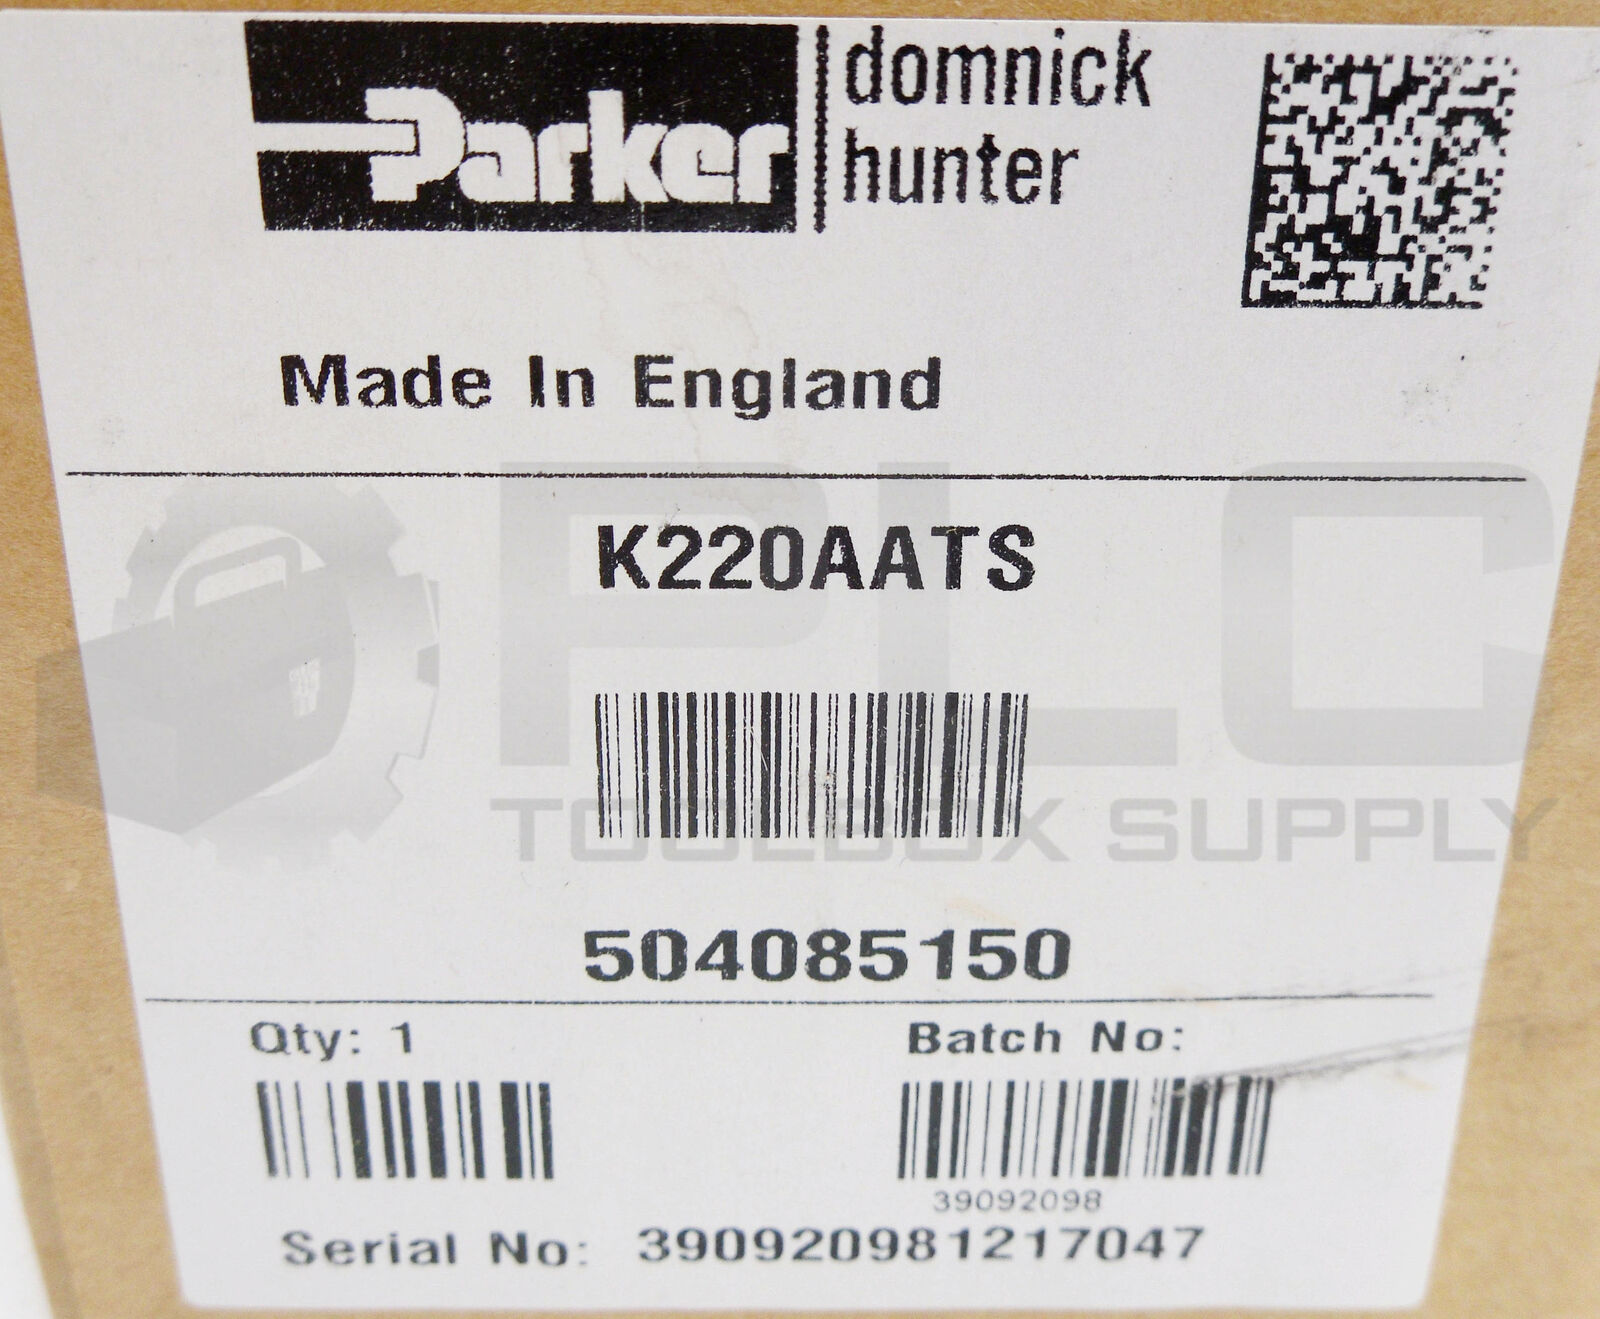 Parker
domnick
hunter
Made In England
K220AATS
PLC
TOOLBOX SUPPLY
504085150
Qty: 1
Batch No:
39092098
Serial No: 390920981217047